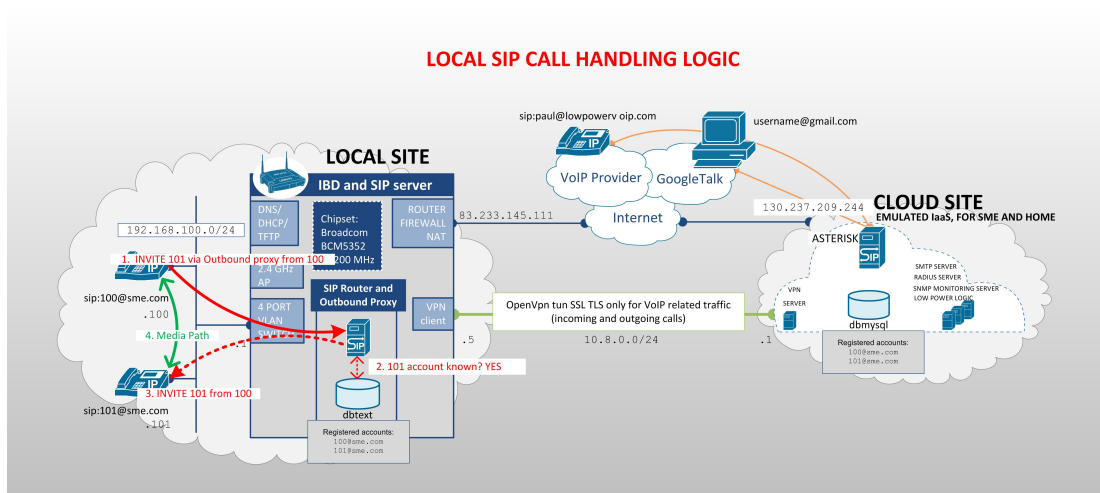 LOCAL SIP CALL HANDLING LOGIC
sip:paul@lowpowerv oip.com
username@gmail.com
IP
VoIP Provider
GoogleTalk
Internet
LOCAL SITE
IBD and SIP server
DNS/
DHCP/
TFTP
Chipset:
Broadcom
BCM5352
200 MHz
ROUTER
FIREWALL
NAT
83.233.145.111
130.237.209.244
CLOUD SITE
EMULATED IaaS, FOR SME AND HOME
192.168.100.0/24
1. INVITE 101 via Outbound proxy from 100
IP
2.4 GHz
AP
sip:100@sme.com
.100
SIP Router and
Outbound Proxy
4 PORT
VLAN
SWITCH
.1
VPN
client
.5
SIP
4. Media Path
2. 101 account known? YES
IP
3. INVITE 101 from 100
sip:101@sme.com
.101
dbtext
Registered accounts:
100@sme.com
101@sme.com
OpenVpn tun SSL TLS only for VoIP related traffic
(incoming and outgoing calls)
10.8.0.0/24
.1
ASTERISK
SIP
SMTP SERVER
RADIUS SERVER
SNMP MONITORING SERVER
LOW POWER LOGIC
VPN
SERVER
dbmysql
Registered accounts:
100@sme.com
101@sme.com